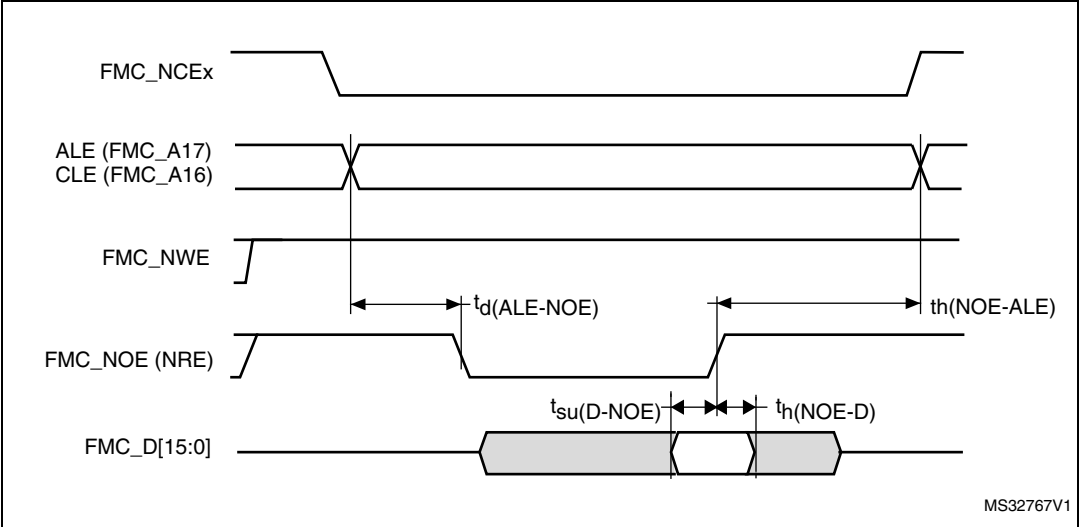 FMC_NCEx
ALE (FMC_A17)
CLE (FMC_A16)
FMC_NWE
td(ALE-NOE)
th(NOE-ALE)
FMC_NOE (NRE)
tsu(D-NOE)
th(NOE-D)
FMC_D[15:0]
MS32767V1